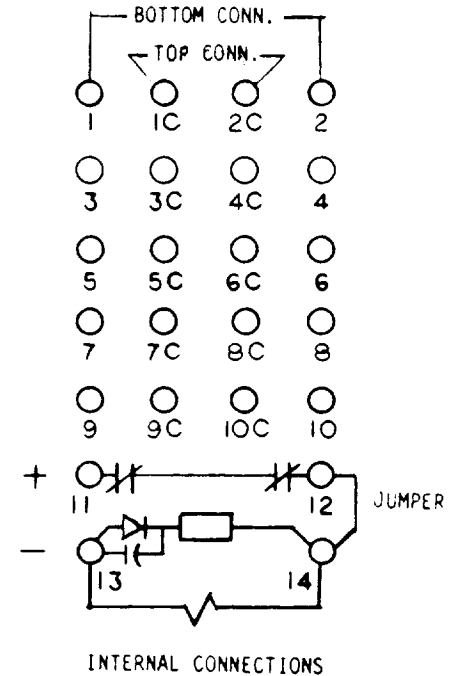 BOTTOM CONN.
TOP CONN.
1 1C 2C 2
3 3C 4C 4
5 5C 6C 6
7 7C 8C 8
9 9C 10C 10
+
11 12 JUMPER
−
13 14
INTERNAL CONNECTIONS